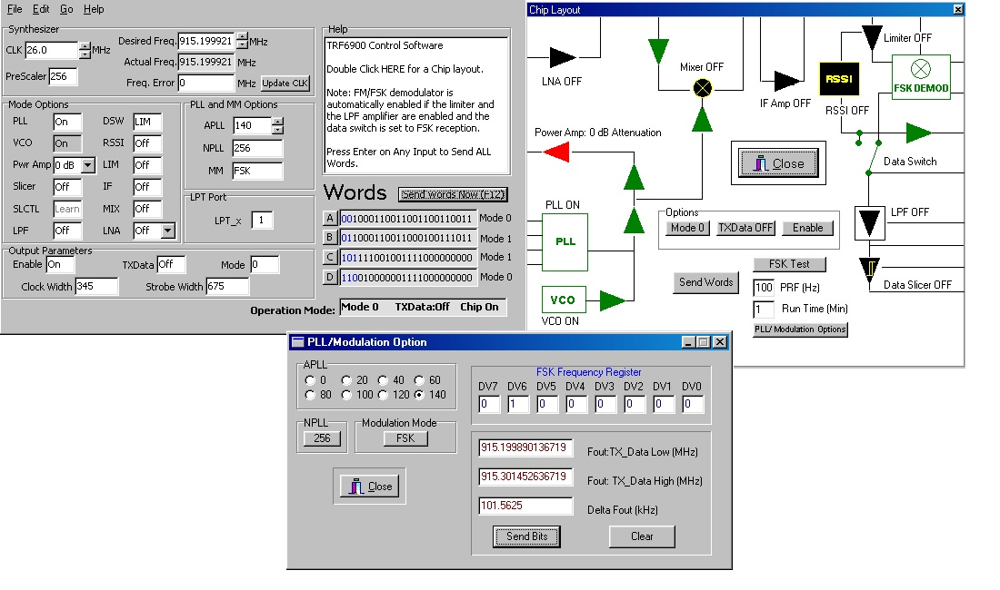 File Edit Go Help
Synthesizer
CLK 26.0 MHz
PreScaler 256
Desired Freq. 915.199921 MHz
Actual Freq. 915.199921 MHz
Freq. Error 0 MHz Update CLK
Mode Options
PLL On DSW LIM
VCO On RSSI Off
Pwr Amp 0 dB LIM Off
Slicer Off IF Off
SLCTL Learn MIX Off
LPF Off LNA Off
PLL and MM Options
APLL 140
NPLL 256
MM FSK
LPT Port
LPT_x 1
Output Parameters
Enable On TXData Off Mode 0
Clock Width 345 Strobe Width 675
Help
TRF6900 Control Software
Double Click HERE for a Chip layout.
Note: FM/FSK demodulator is
automatically enabled if the limiter and
the LPF amplifier are enabled and the
data switch is set to FSK reception.
Press Enter on Any Input to Send ALL
Words.
Words Send words Now (F12)
A 001000110011001100110011 Mode 0
B Mode 1
C Mode 1
D Mode 0
Operation Mode: Mode 0 TXData:Off Chip On
Chip Layout
LNA OFF
Mixer OFF
IF Amp OFF
RSSI
RSSI OFF
Limiter OFF
FSK DEMOD
Power Amp: 0 dB Attenuation
Close
Data Switch
PLL ON
PLL
Options
Mode 0 TXData OFF Enable
LPF OFF
FSK Test
Send Words
100 PRF (Hz)
1 Run Time (Min)
PLL/ Modulation Options
Data Slicer OFF
VCO
VCO ON
PLL/Modulation Option
APLL
0 20 40 60
80 100 120 140
NPLL
256
Modulation Mode
FSK
Close
FSK Frequency Register
DV7 DV6 DV5 DV4 DV3 DV2 DV1 DV0
0 1 0 0 0 0 0 0
915.199890136719 Fout:TX_Data Low (MHz)
915.301452636719 Fout: TX_Data High (MHz)
101.5625 Delta Fout (kHz)
Send Bits Clear